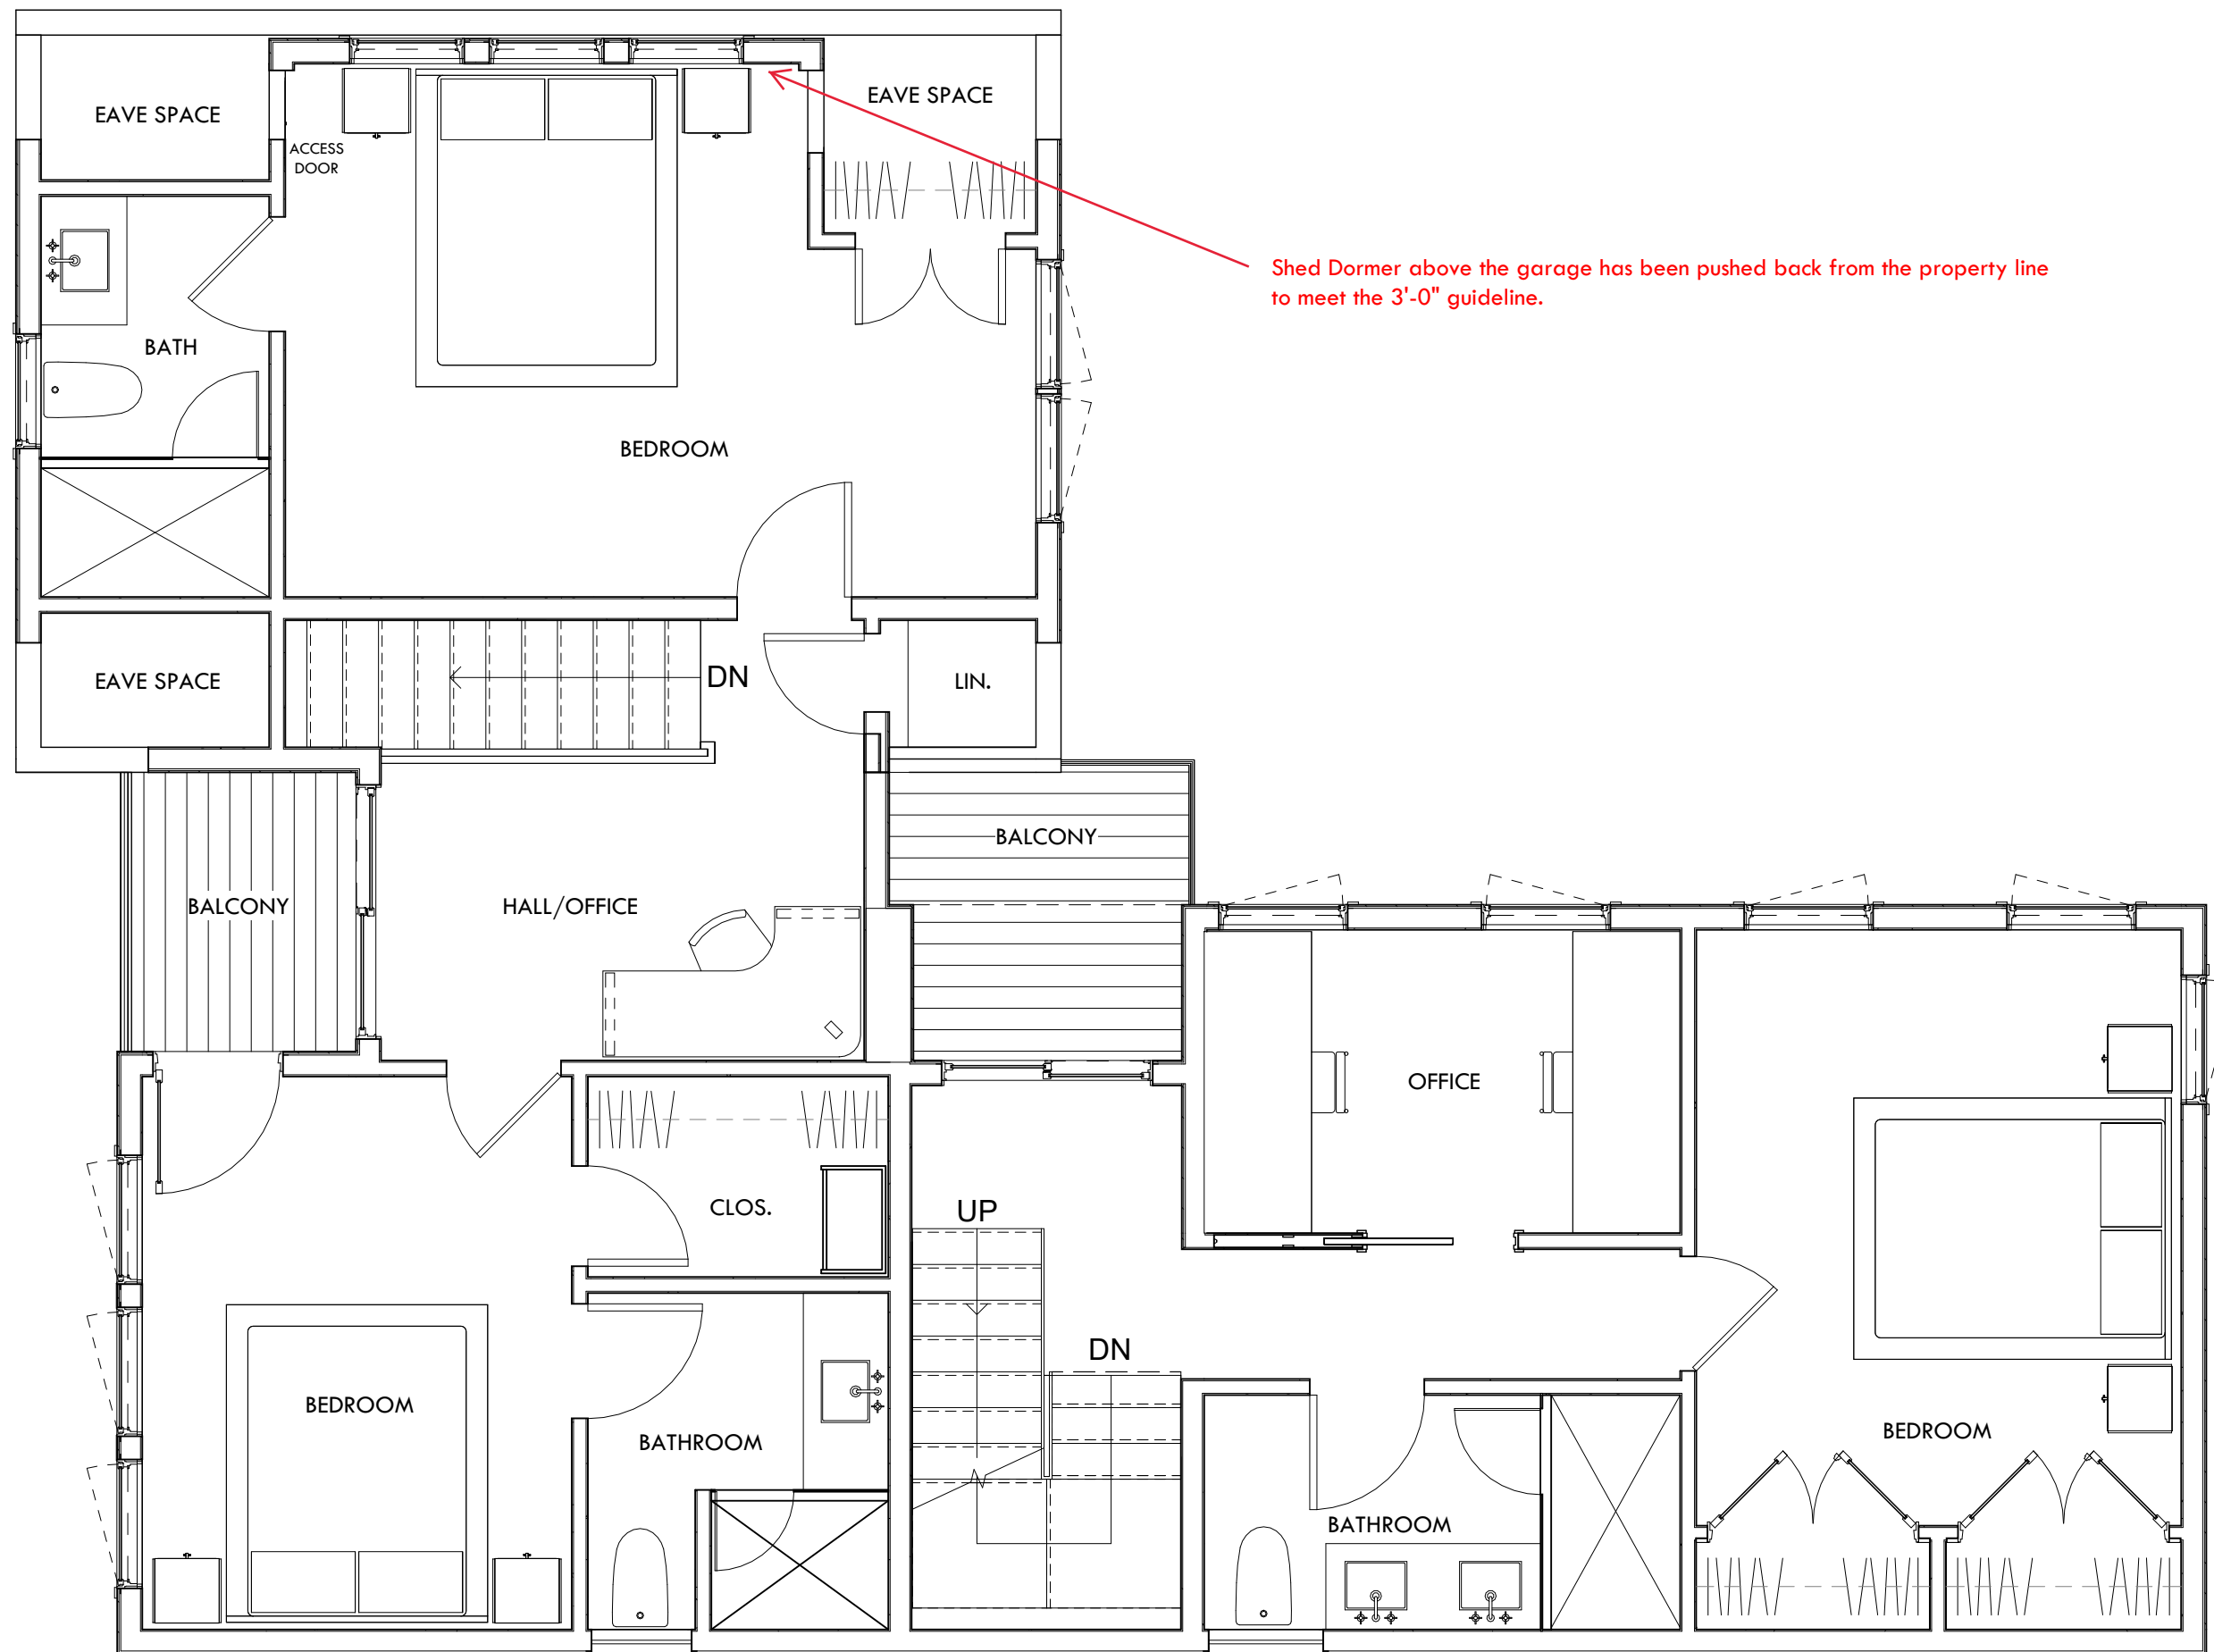 EAVE SPACE
EAVE SPACE
ACCESS
DOOR
Shed Dormer above the garage has been pushed back from the property line
to meet the 3'-0" guideline.
BATH
BEDROOM
EAVE SPACE
DN
LIN.
BALCONY
BALCONY
HALL/OFFICE
OFFICE
CLOS.
UP
DN
BEDROOM
BATHROOM
BEDROOM
BATHROOM